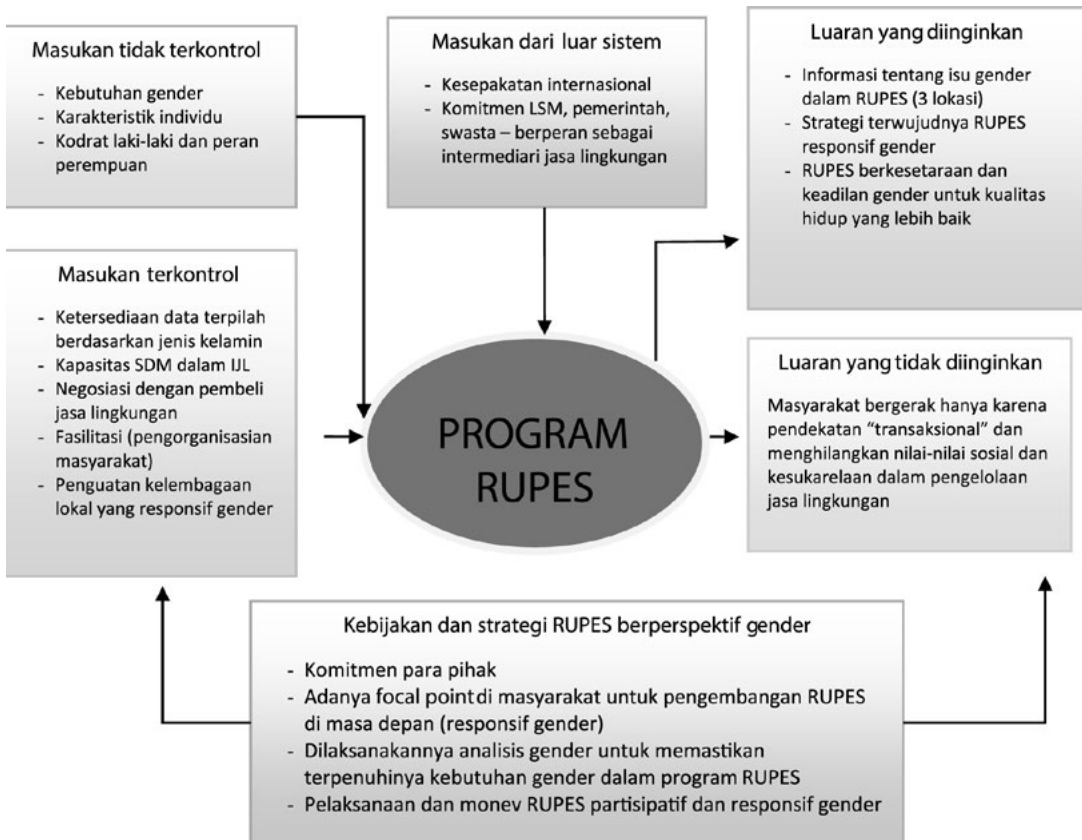 Masukan tidak terkontrol
- Kebutuhan gender
- Karakteristik individu
- Kodrat laki-laki dan peran
perempuan
Masukan dari luar sistem
- Kesepakatan internasional
- Komitmen LSM, pemerintah,
swasta – berperan sebagai
intermediari jasa lingkungan
Luaran yang diinginkan
- Informasi tentang isu gender
dalam RUPES (3 lokasi)
- Strategi terwujudnya RUPES
responsif gender
- RUPES berkesetaraan dan
keadilan gender untuk kualitas
hidup yang lebih baik
Masukan terkontrol
- Ketersediaan data terpilah
berdasarkan jenis kelamin
- Kapasitas SDM dalam IJL
- Negosiasi dengan pembeli
jasa lingkungan
- Fasilitasi (pengorganisasian
masyarakat)
- Penguatan kelembagaan
lokal yang responsif gender
PROGRAM
RUPES
Luaran yang tidak diinginkan
Masyarakat bergerak hanya karena
pendekatan “transaksional” dan
menghilangkan nilai-nilai sosial dan
kesukarelaan dalam pengelolaan
jasa lingkungan
Kebijakan dan strategi RUPES berperspektif gender
- Komitmen para pihak
- Adanya focal point di masyarakat untuk pengembangan RUPES
di masa depan (responsif gender)
- Dilaksanakannya analisis gender untuk memastikan
terpenuhinya kebutuhan gender dalam program RUPES
- Pelaksanaan dan monev RUPES partisipatif dan responsif gender